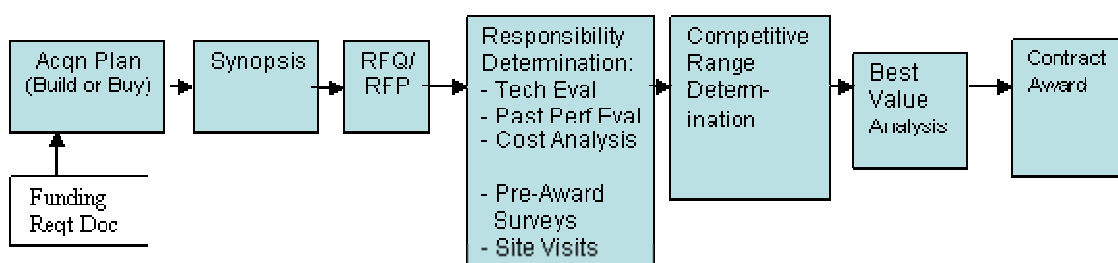 Acqn Plan
(Build or Buy)
Funding
Reqt Doc
Synopsis
RFQ/
RFP
Responsibility
Determination:
- Tech Eval
- Past Perf Eval
- Cost Analysis
- Pre-Award
Surveys
- Site Visits
Competitive
Range
Determ-
ination
Best
Value
Analysis
Contract
Award